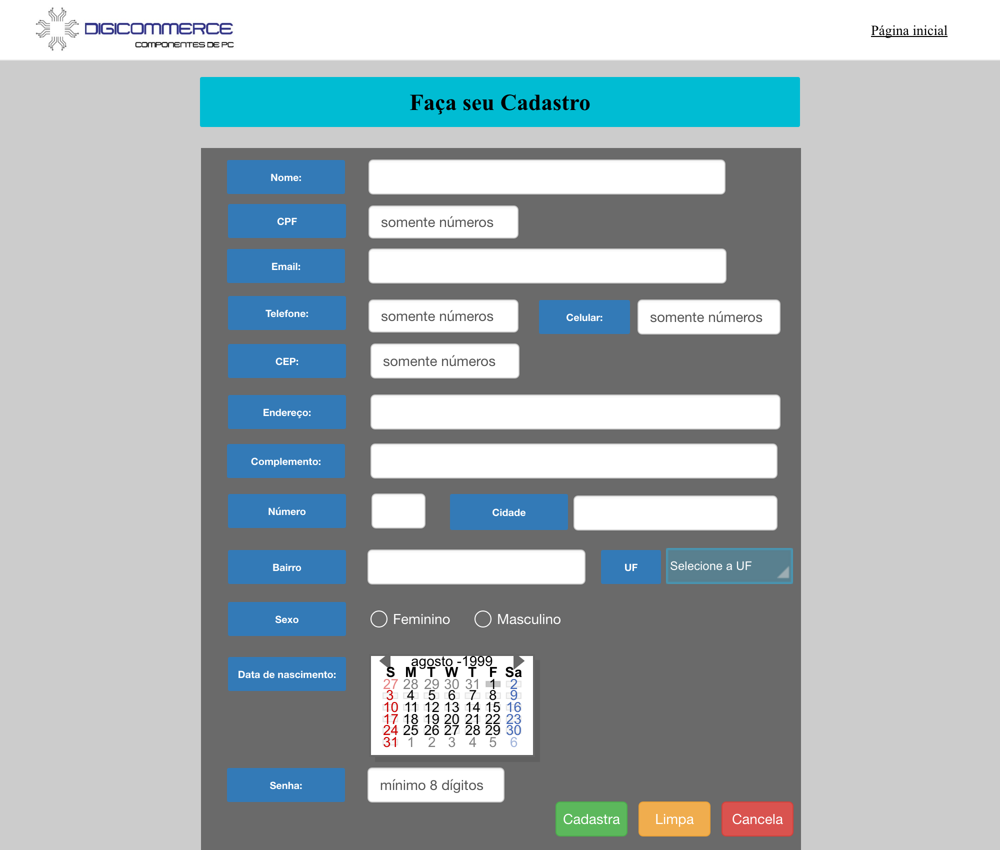 DIGICOMMERCE
COMPONENTES DE PC
Página inicial
Faça seu Cadastro
Nome:
CPF somente números
Email:
Telefone: somente números Celular: somente números
CEP: somente números
Endereço:
Complemento:
Número Cidade
Bairro UF Selecione a UF
Sexo Feminino Masculino
Data de nascimento:
agosto -1999
S M T W T F Sa
27 28 29 30 31 1 2
3 4 5 6 7 8 9
10 11 12 13 14 15 16
17 18 19 20 21 22 23
24 25 26 27 28 29 30
31 1 2 3 4 5 6
Senha: mínimo 8 dígitos
Cadastra Limpa Cancela